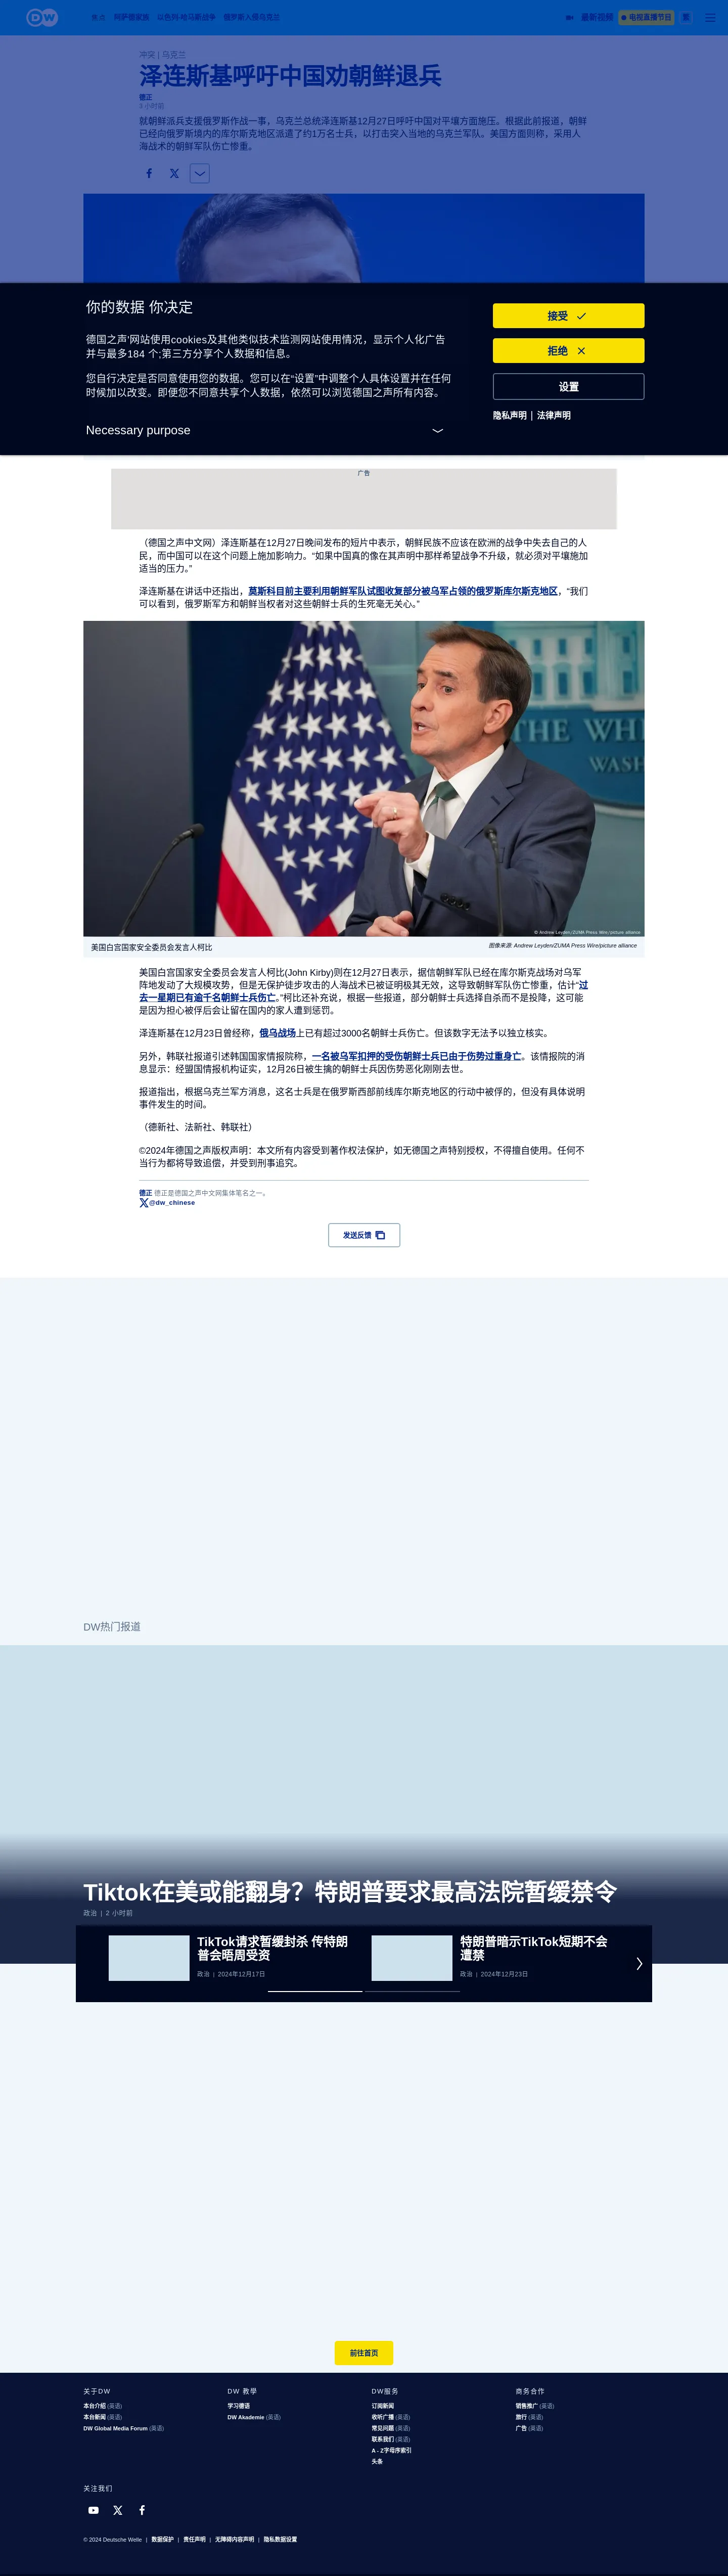 DW
焦点 阿萨德家族 以色列-哈马斯战争 俄罗斯入侵乌克兰
最新视频 电视直播节目 繁
冲突 | 乌克兰
泽连斯基呼吁中国劝朝鲜退兵
德正
3 小时前
就朝鲜派兵支援俄罗斯作战一事，乌克兰总统泽连斯基12月27日呼吁中国对平壤方面施压。根据此前报道，朝鲜
已经向俄罗斯境内的库尔斯克地区派遣了约1万名士兵，以打击突入当地的乌克兰军队。美国方面则称，采用人
海战术的朝鲜军队伤亡惨重。
你的数据 你决定
德国之声'网站使用cookies及其他类似技术监测网站使用情况，显示个人化广告
并与最多184 个;第三方分享个人数据和信息。
您自行决定是否同意使用您的数据。您可以在“设置”中调整个人具体设置并在任何
时候加以改变。即便您不同意共享个人数据，依然可以浏览德国之声所有内容。
Necessary purpose
接受
拒绝
设置
隐私声明 | 法律声明
广告
（德国之声中文网）泽连斯基在12月27日晚间发布的短片中表示，朝鲜民族不应该在欧洲的战争中失去自己的人
民，而中国可以在这个问题上施加影响力。“如果中国真的像在其声明中那样希望战争不升级，就必须对平壤施加
适当的压力。”
泽连斯基在讲话中还指出，莫斯科目前主要利用朝鲜军队试图收复部分被乌军占领的俄罗斯库尔斯克地区，“我们
可以看到，俄罗斯军方和朝鲜当权者对这些朝鲜士兵的生死毫无关心。”
THE WHITE
WASH
© Andrew Leyden/ZUMA Press Wire/picture alliance
美国白宫国家安全委员会发言人柯比
图像来源: Andrew Leyden/ZUMA Press Wire/picture alliance
美国白宫国家安全委员会发言人柯比(John Kirby)则在12月27日表示，据信朝鲜军队已经在库尔斯克战场对乌军
阵地发动了大规模攻势，但是无保护徒步攻击的人海战术已被证明极其无效，这导致朝鲜军队伤亡惨重，估计“过
去一星期已有逾千名朝鲜士兵伤亡。”柯比还补充说，根据一些报道，部分朝鲜士兵选择自杀而不是投降，这可能
是因为担心被俘后会让留在国内的家人遭到惩罚。
泽连斯基在12月23日曾经称，俄乌战场上已有超过3000名朝鲜士兵伤亡。但该数字无法予以独立核实。
另外，韩联社报道引述韩国国家情报院称，一名被乌军扣押的受伤朝鲜士兵已由于伤势过重身亡。该情报院的消
息显示：经盟国情报机构证实，12月26日被生擒的朝鲜士兵因伤势恶化刚刚去世。
报道指出，根据乌克兰军方消息，这名士兵是在俄罗斯西部前线库尔斯克地区的行动中被俘的，但没有具体说明
事件发生的时间。
（德新社、法新社、韩联社）
©2024年德国之声版权声明：本文所有内容受到著作权法保护，如无德国之声特别授权，不得擅自使用。任何不
当行为都将导致追偿，并受到刑事追究。
德正 德正是德国之声中文网集体笔名之一。
@dw_chinese
发送反馈
DW热门报道
Tiktok在美或能翻身？特朗普要求最高法院暂缓禁令
政治 | 2 小时前
TikTok请求暂缓封杀 传特朗
普会晤周受资
政治 | 2024年12月17日
特朗普暗示TikTok短期不会
遭禁
政治 | 2024年12月23日
前往首页
关于DW
本台介绍 (英语)
本台新闻 (英语)
DW Global Media Forum (英语)
DW 教學
学习德语
DW Akademie (英语)
DW服务
订阅新闻
收听广播 (英语)
常见问题 (英语)
联系我们 (英语)
A - Z字母序索引
头条
商务合作
销售推广 (英语)
旅行 (英语)
广告 (英语)
关注我们
© 2024 Deutsche Welle | 数据保护 | 责任声明 | 无障碍内容声明 | 隐私数据设置